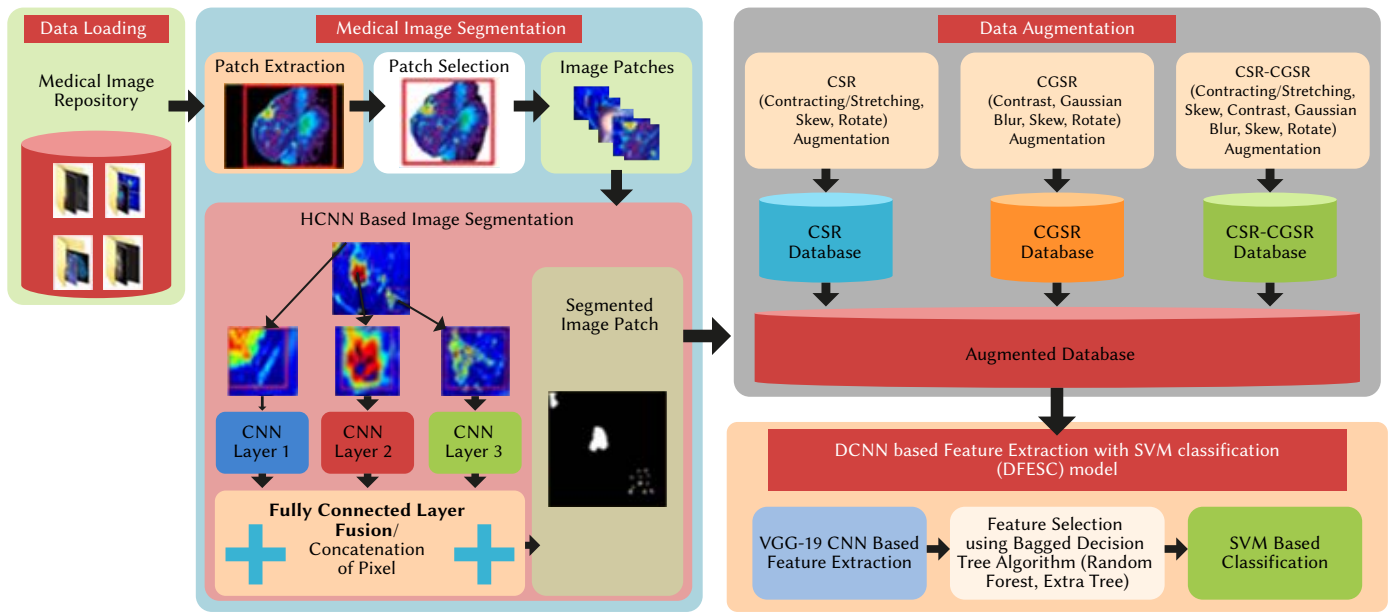 Data Loading
Medical Image
Repository
Medical Image Segmentation
Patch Extraction
Patch Selection
Image Patches
HCNN Based Image Segmentation
CNN
Layer 1
CNN
Layer 2
CNN
Layer 3
Fully Connected Layer
Fusion/
Concatenation
of Pixel
Segmented
Image Patch
Data Augmentation
CSR
(Contracting/Stretching,
Skew, Rotate)
Augmentation
CGSR
(Contrast, Gaussian
Blur, Skew, Rotate)
Augmentation
CSR-CGSR
(Contracting/Stretching,
Skew, Contrast, Gaussian
Blur, Skew, Rotate)
Augmentation
CSR
Database
CGSR
Database
CSR-CGSR
Database
Augmented Database
DCNN based Feature Extraction with SVM classification
(DFESC) model
VGG-19 CNN Based
Feature Extraction
Feature Selection
using Bagged Decision
Tree Algorithm (Random
Forest, Extra Tree)
SVM Based
Classification